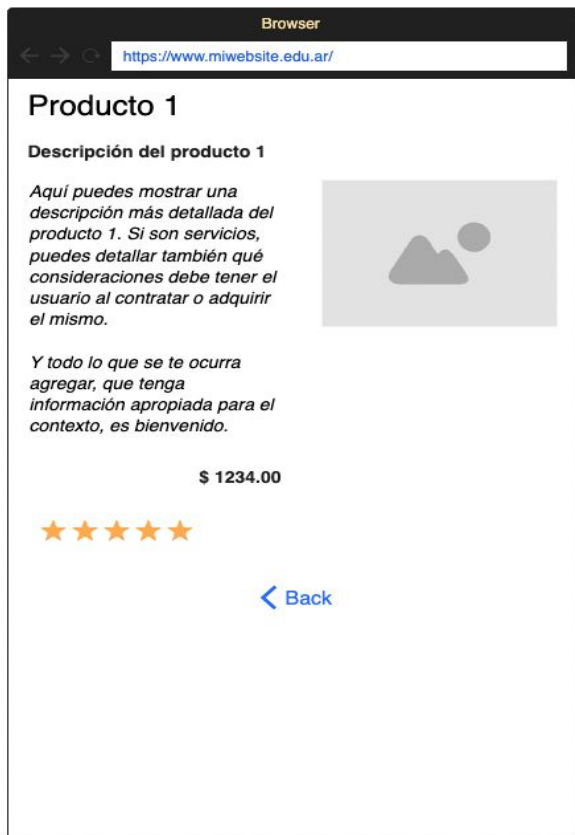 Browser
https://www.miwebsite.edu.ar/
Producto 1
Descripción del producto 1
Aquí puedes mostrar una
descripción más detallada del
producto 1. Si son servicios,
puedes detallar también qué
consideraciones debe tener el
usuario al contratar o adquirir
el mismo.
Y todo lo que se te ocurra
agregar, que tenga
información apropiada para el
contexto, es bienvenido.
$ 1234.00
Back